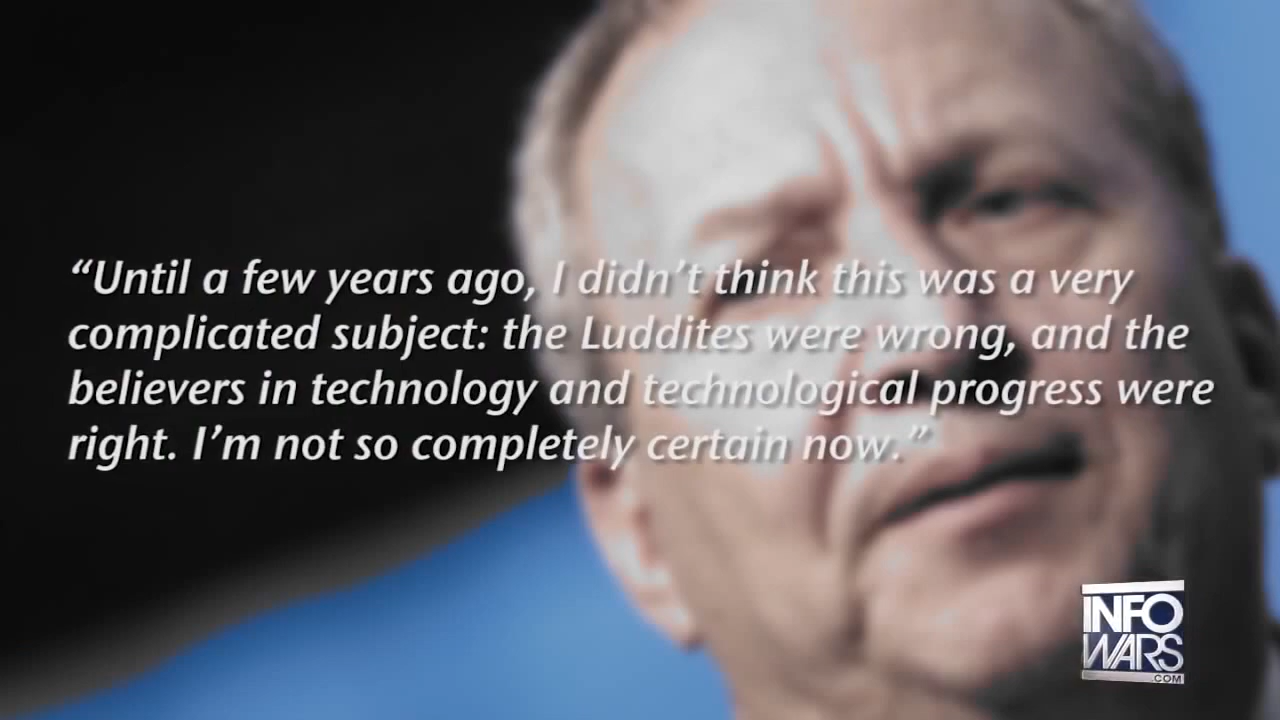 “Until a few years ago, I didn’t think this was a very
complicated subject: the Luddites were wrong, and the
believers in technology and technological progress were
right. I’m not so completely certain now.”
INFO
WARS
.COM